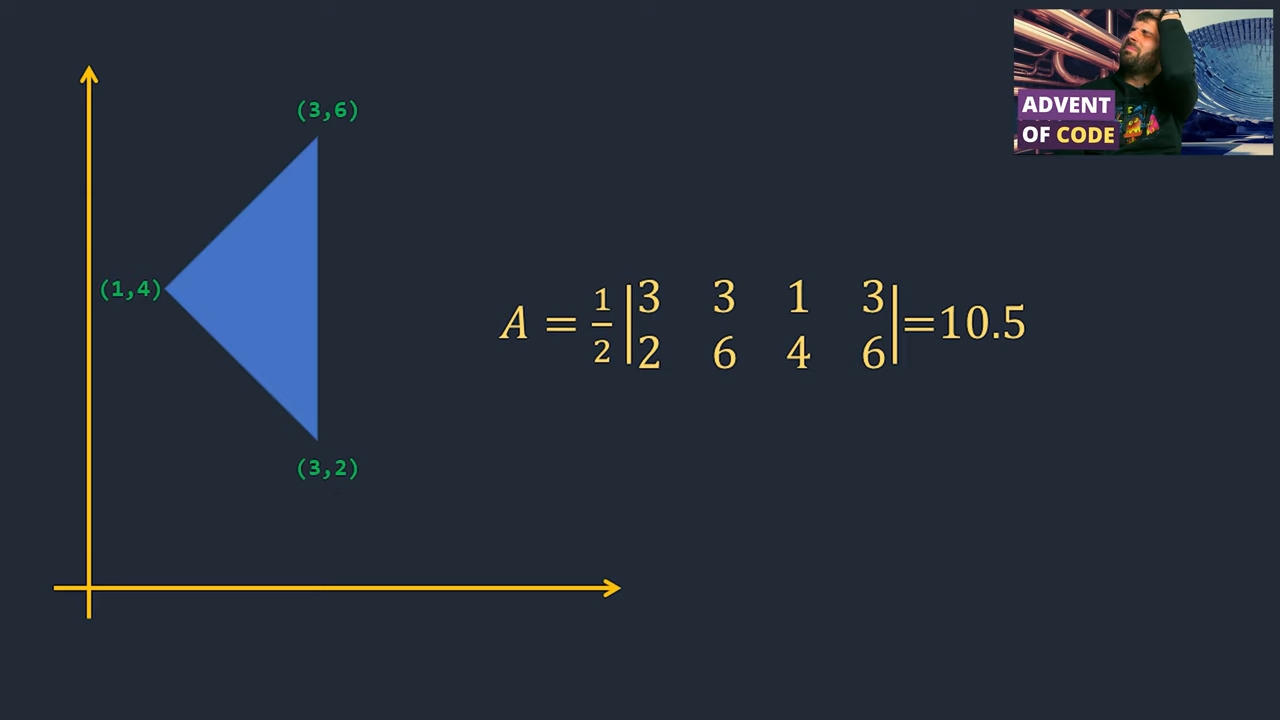 (3,6)
ADVENT
OF CODE
(1,4)
A = 1/2 |3 3 1 3| =10.5
|2 6 4 6|
(3,2)